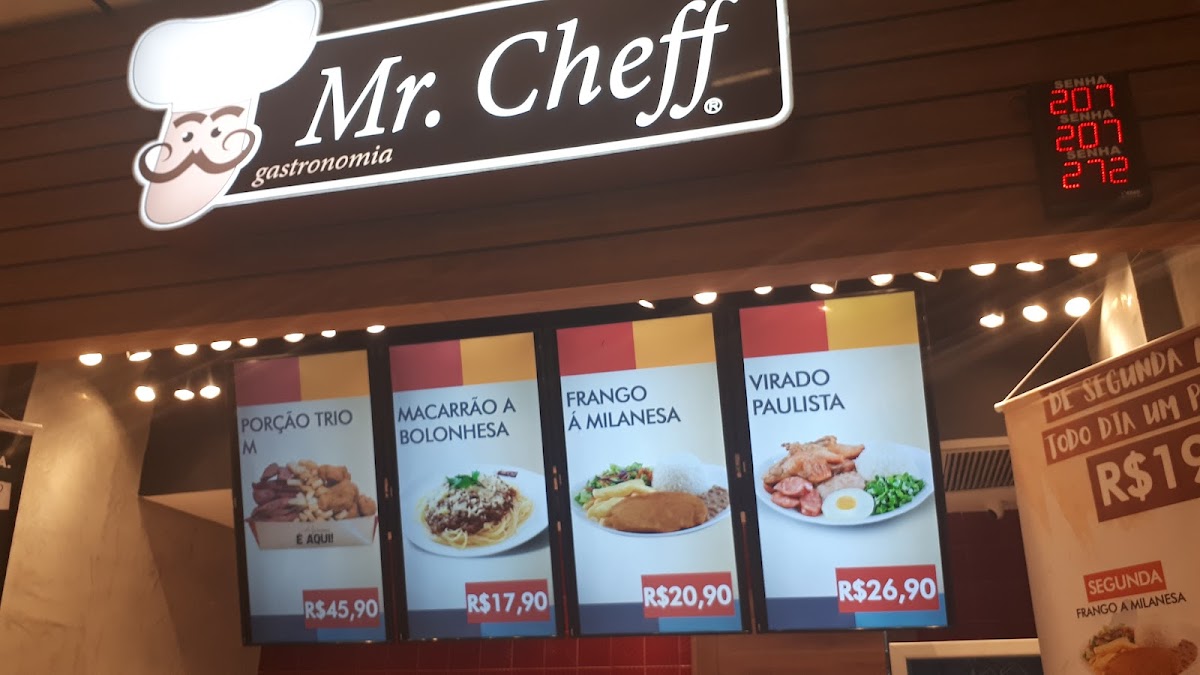 Mr. Cheff®
gastronomia
SENHA
207
SENHA
207
SENHA
272
PORÇÃO TRIO
M
É AQUI!
R$45,90
MACARRÃO A
BOLONHESA
R$17,90
FRANGO
Á MILANESA
R$20,90
VIRADO
PAULISTA
R$26,90
DE SEGUNDA
TODO DIA UM
R$19
SEGUNDA
FRANGO A MILANESA